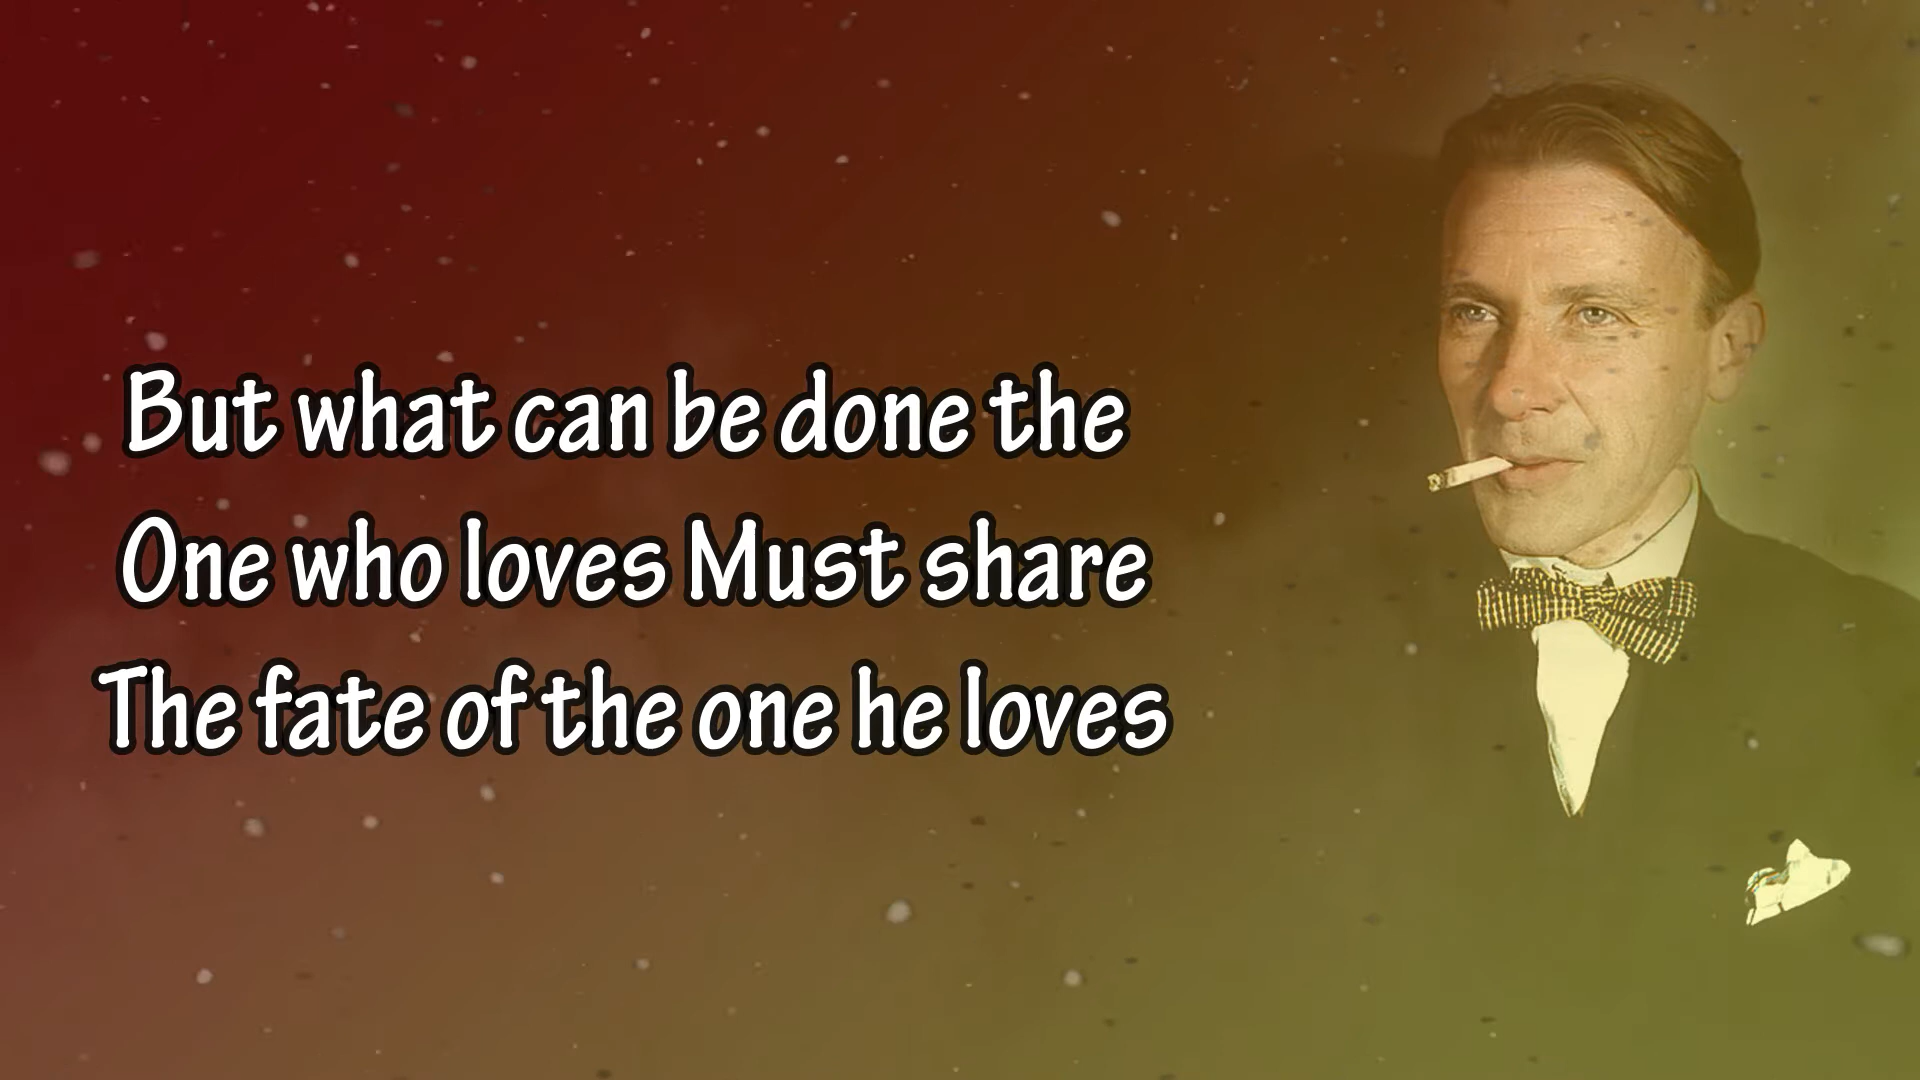 But what can be done the
One who loves Must share
The fate of the one he loves